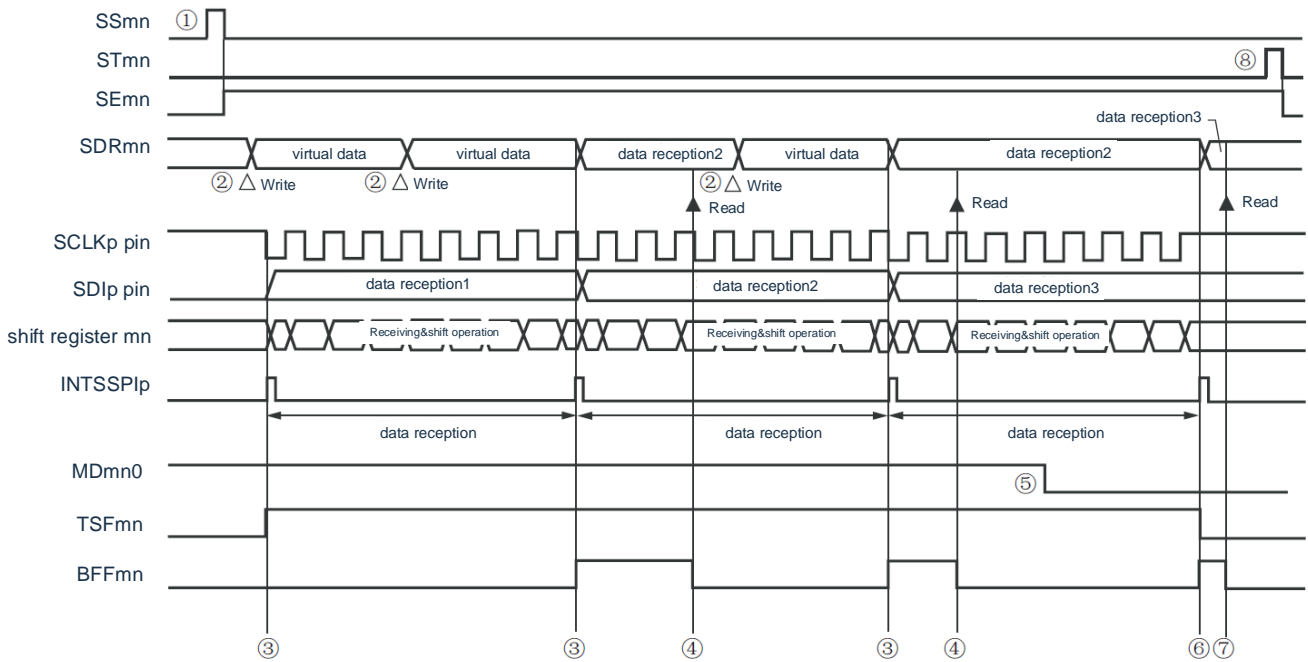 SSmn ①
STmn ⑧
SEmn
data reception3
SDRmn virtual data virtual data data reception2 virtual data data reception2
② △ Write ② △ Write ② △ Write
Read Read Read
SCLKp pin
SDIp pin data reception1 data reception2 data reception3
shift register mn Receiving&shift operation Receiving&shift operation Receiving&shift operation
INTSSPIp
data reception data reception data reception
MDmn0
⑤
TSFmn
BFFmn
③ ③ ④ ③ ④ ⑥ ⑦